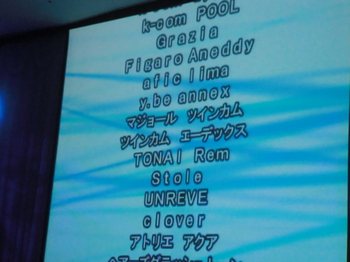 k-com POOL
Grazia
Figaro Aneddy
afic lima
y.be annex
マジョール ツインカム
ツインカム エーデックス
TONAI Rem
Stole
UNREVE
clover
アトリエ アクア